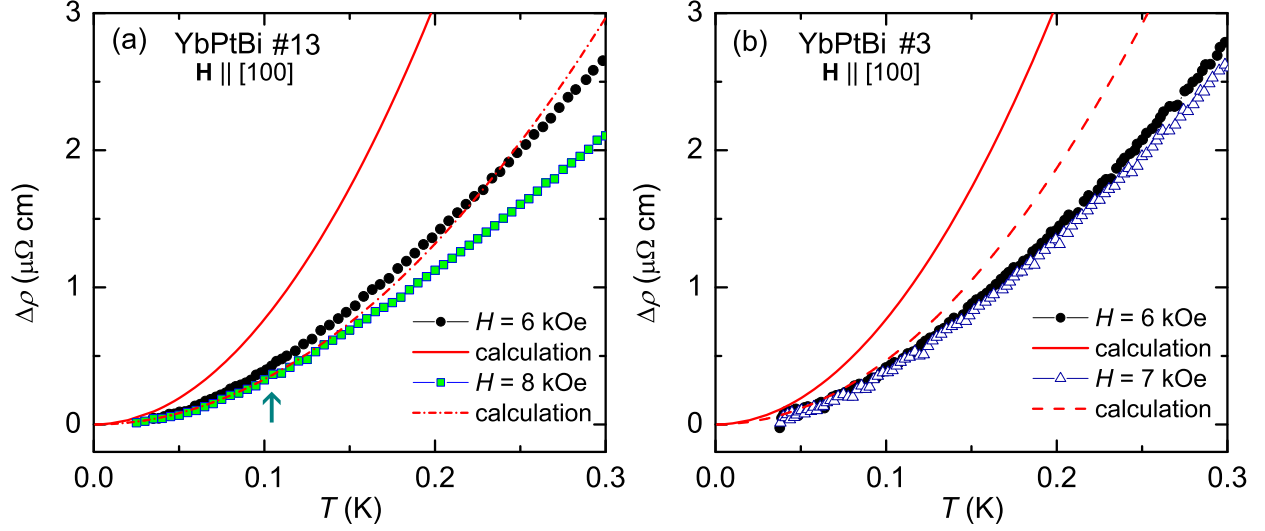 (a)
YbPtBi #13
H || [100]
3
2
1
0
Δρ (μΩ cm)
H = 6 kOe
calculation
H = 8 kOe
calculation
0.0 0.1 0.2 0.3
T (K)
(b)
YbPtBi #3
H || [100]
3
2
1
0
Δρ (μΩ cm)
H = 6 kOe
calculation
H = 7 kOe
calculation
0.0 0.1 0.2 0.3
T (K)